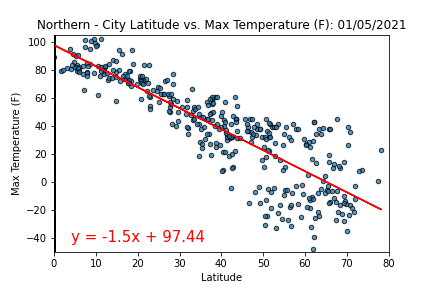 Northern - City Latitude vs. Max Temperature (F): 01/05/2021
100
80
60
40
20
0
−20
−40
Max Temperature (F)
y = -1.5x + 97.44
0 10 20 30 40 50 60 70 80
Latitude